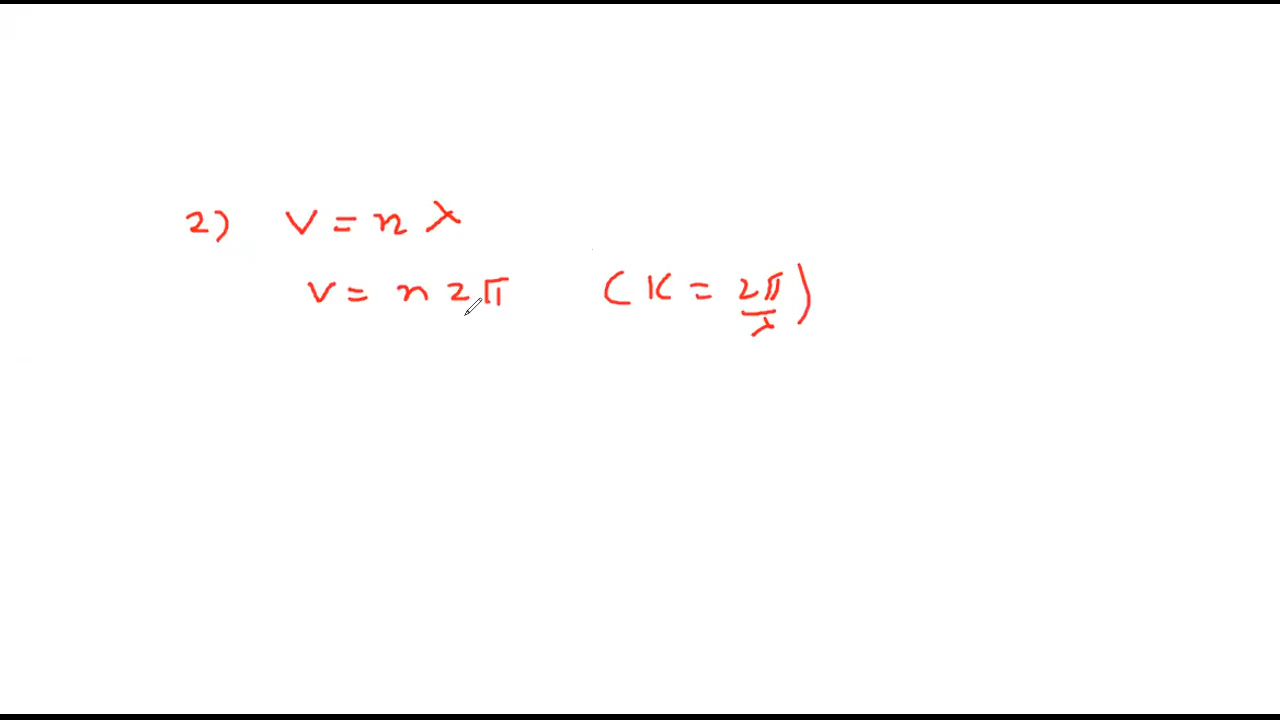 2) V = n λ
V = n 2π (K = 2π/λ)